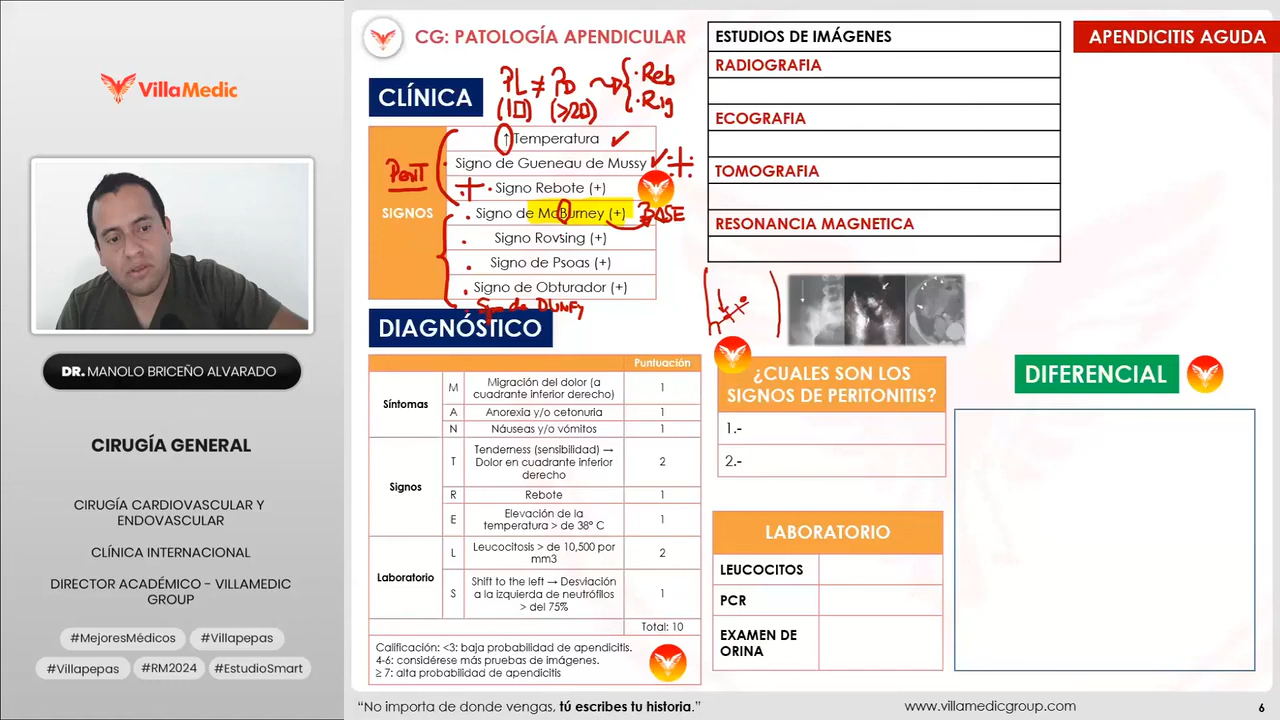 VillaMedic
DR. MANOLO BRICEÑO ALVARADO
CIRUGÍA GENERAL
CIRUGÍA CARDIOVASCULAR Y
ENDOVASCULAR
CLÍNICA INTERNACIONAL
DIRECTOR ACADÉMICO - VILLAMEDIC
GROUP
#MejoresMédicos #Villapepas
#Villapepas #RM2024 #EstudioSmart
CG: PATOLOGÍA APENDICULAR
CLÍNICA
PL ≠ PD
(10) (≥20)
· Reb
· Rig
SIGNOS
PeriT
↑ Temperatura
Signo de Gueneau de Mussy
Signo Rebote (+)
Signo de McBurney (+) BASE
Signo Rovsing (+)
Signo de Psoas (+)
Signo de Obturador (+)
DIAGNÓSTICO
Puntuación
Síntomas
M Migración del dolor (a
cuadrante inferior derecho) 1
A Anorexia y/o cetonuria 1
N Náuseas y/o vómitos 1
Signos
T Tenderness (sensibilidad) →
Dolor en cuadrante inferior
derecho 2
R Rebote 1
E Elevación de la
temperatura > de 38° C 1
Laboratorio
L Leucocitosis > de 10,500 por
mm3 2
S Shift to the left → Desviación
a la izquierda de neutrófilos
> del 75% 1
Total: 10
Calificación: <3: baja probabilidad de apendicitis.
4-6: considérese más pruebas de imágenes.
≥ 7: alta probabilidad de apendicitis
ESTUDIOS DE IMÁGENES
RADIOGRAFIA
ECOGRAFIA
TOMOGRAFIA
RESONANCIA MAGNETICA
APENDICITIS AGUDA
¿CUALES SON LOS
SIGNOS DE PERITONITIS?
1.-
2.-
LABORATORIO
LEUCOCITOS
PCR
EXAMEN DE
ORINA
DIFERENCIAL
“No importa de donde vengas, tú escribes tu historia.”
www.villamedicgroup.com
6